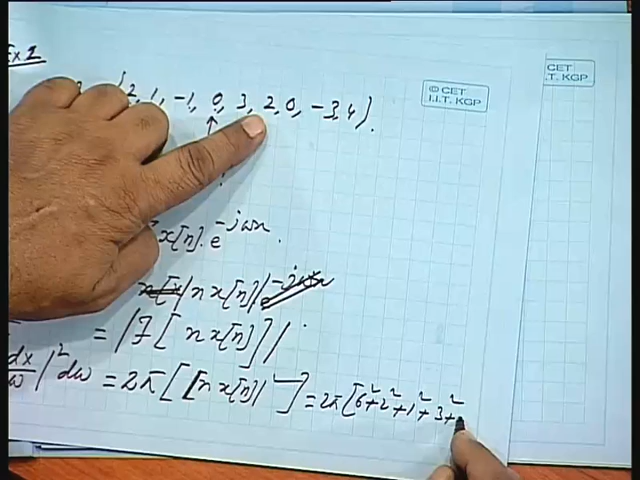 Ex 1
{2, 1, -1, 0, 3, 2, 0, -3, 4}.
© CET
I.I.T. KGP
CET
.T. KGP
x[n]. e^{-jωn}.
|n x[n]|
= |F[n x[n]]|.
dx/ω|² dω = 2π[[n x[n]|²] = 2π[6² + 2² + 1² + 3² +